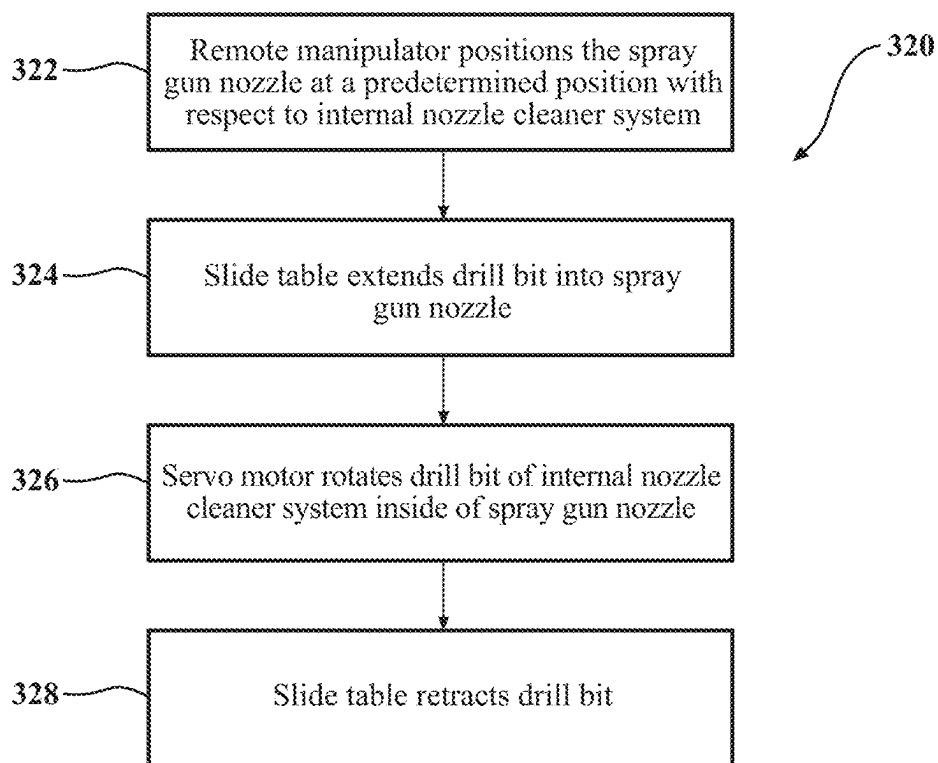 322
Remote manipulator positions the spray
gun nozzle at a predetermined position with
respect to internal nozzle cleaner system
320
324
Slide table extends drill bit into spray
gun nozzle
326
Servo motor rotates drill bit of internal nozzle
cleaner system inside of spray gun nozzle
328
Slide table retracts drill bit